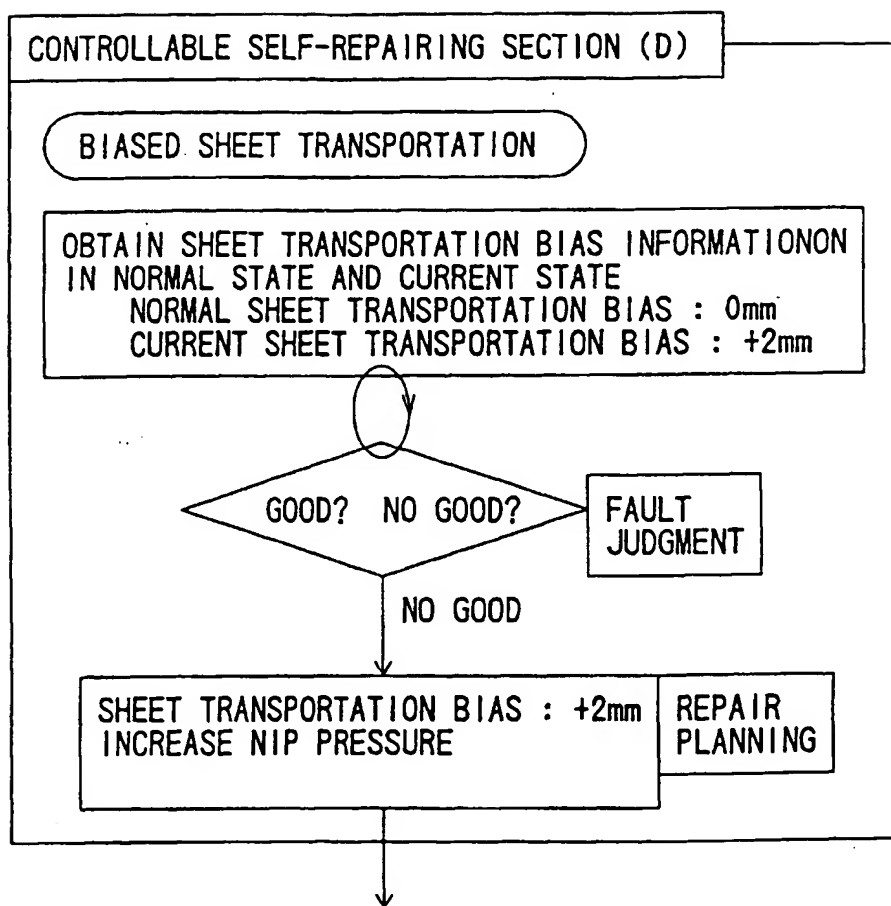 CONTROLLABLE SELF-REPAIRING SECTION (D)
BIASED SHEET TRANSPORTATION
OBTAIN SHEET TRANSPORTATION BIAS INFORMATIONON
IN NORMAL STATE AND CURRENT STATE
NORMAL SHEET TRANSPORTATION BIAS : 0mm
CURRENT SHEET TRANSPORTATION BIAS : +2mm
GOOD? NO GOOD?
FAULT
JUDGMENT
NO GOOD
SHEET TRANSPORTATION BIAS : +2mm
INCREASE NIP PRESSURE
REPAIR
PLANNING